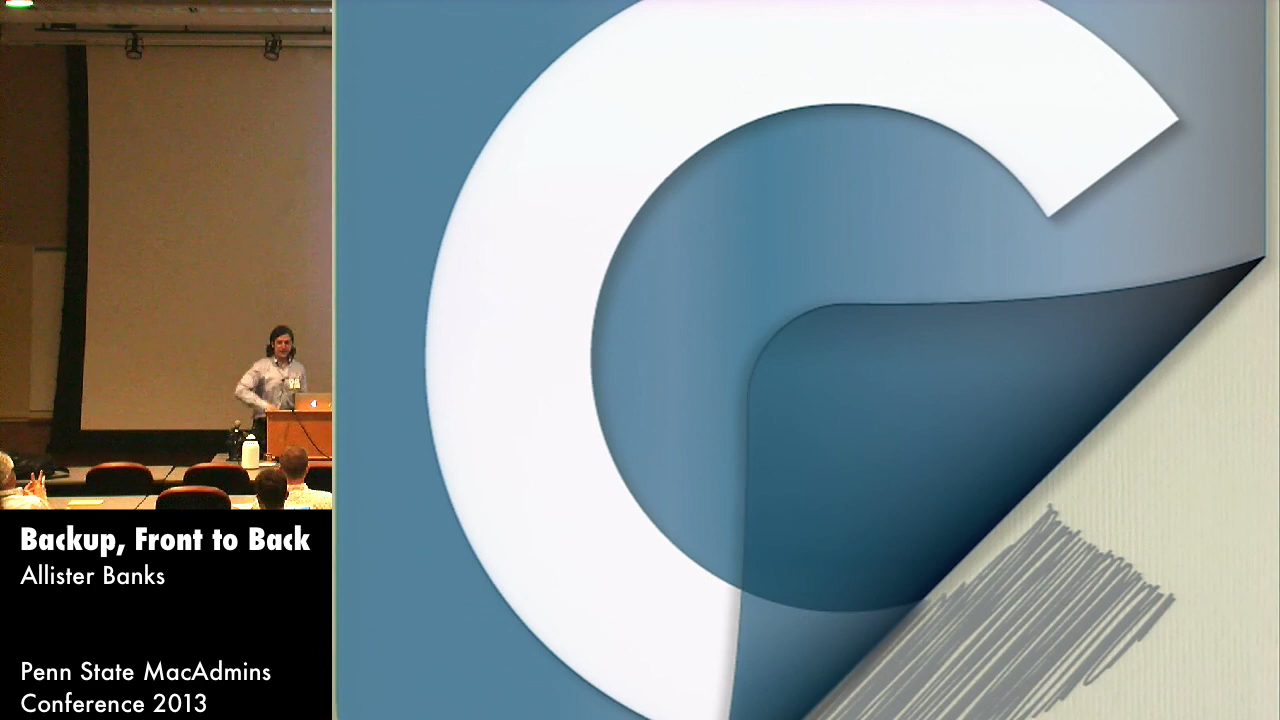 Backup, Front to Back
Allister Banks
Penn State MacAdmins
Conference 2013